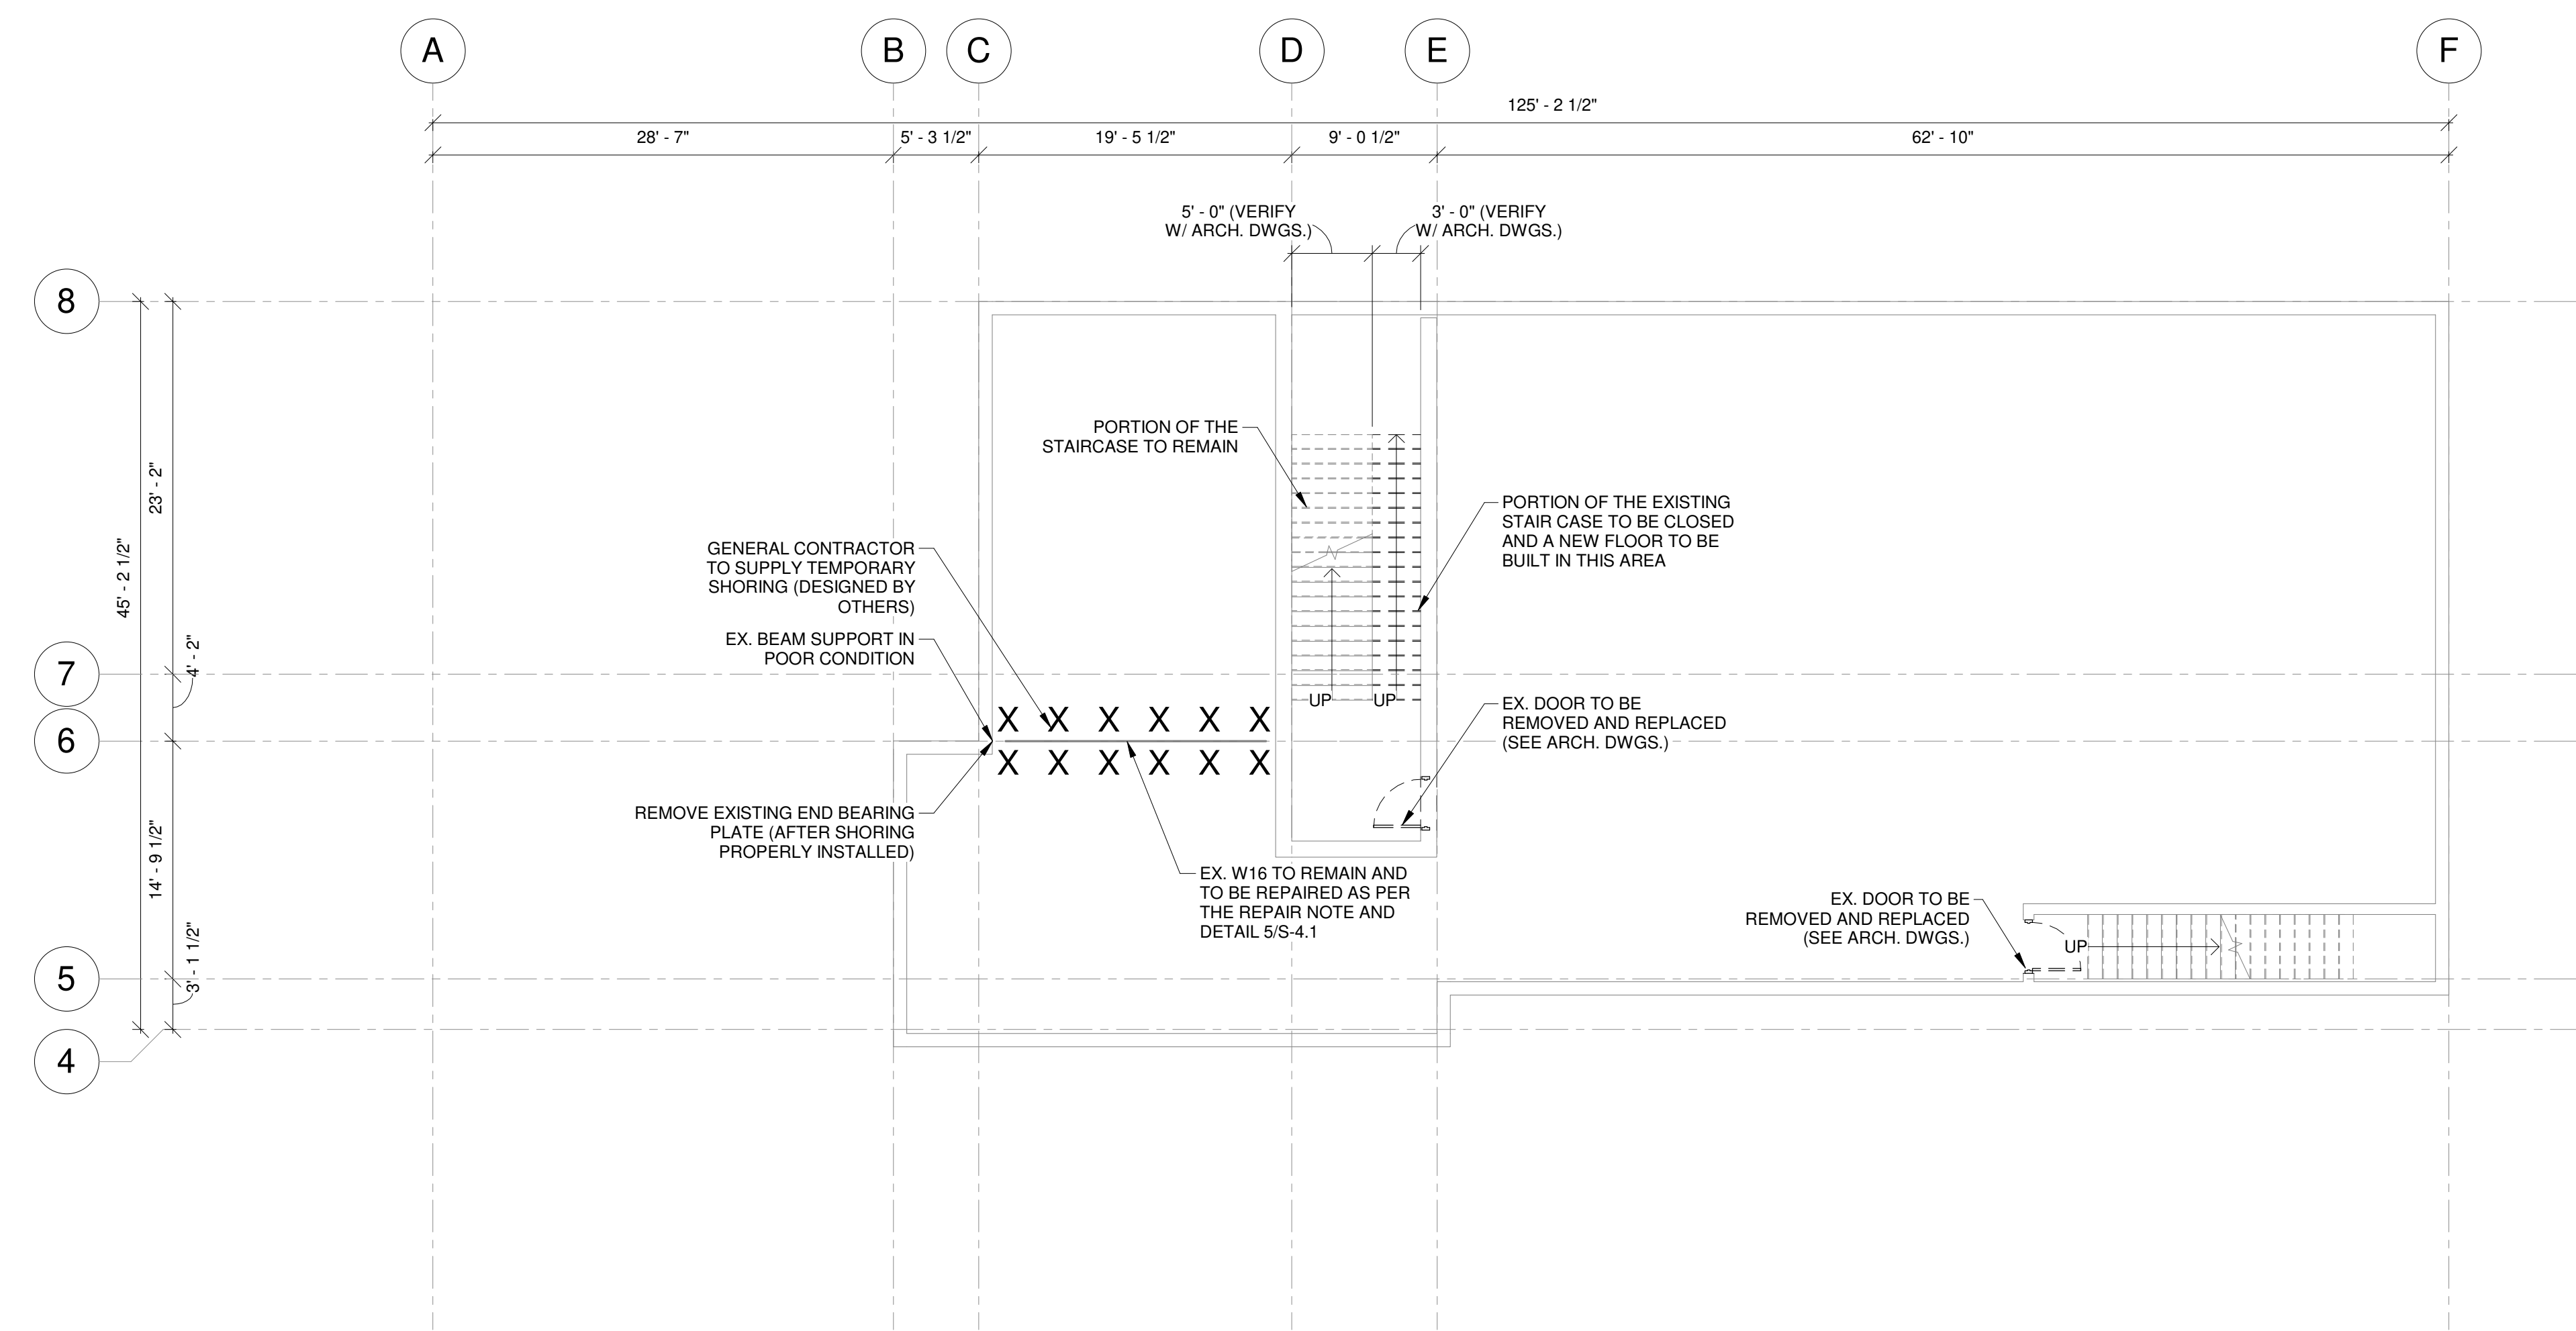 A
B
C
D
E
F
125' - 2 1/2"
28' - 7"
5' - 3 1/2"
19' - 5 1/2"
9' - 0 1/2"
62' - 10"
5' - 0" (VERIFY
W/ ARCH. DWGS.)
3' - 0" (VERIFY
W/ ARCH. DWGS.)
8
7
6
5
4
45' - 2 1/2"
23' - 2"
4' - 2"
14' - 9 1/2"
3' - 1 1/2"
PORTION OF THE
STAIRCASE TO REMAIN
PORTION OF THE EXISTING
STAIR CASE TO BE CLOSED
AND A NEW FLOOR TO BE
BUILT IN THIS AREA
GENERAL CONTRACTOR
TO SUPPLY TEMPORARY
SHORING (DESIGNED BY
OTHERS)
EX. BEAM SUPPORT IN
POOR CONDITION
X X X X X X
X X X X X X
UP UP
EX. DOOR TO BE
REMOVED AND REPLACED
(SEE ARCH. DWGS.)
REMOVE EXISTING END BEARING
PLATE (AFTER SHORING
PROPERLY INSTALLED)
EX. W16 TO REMAIN AND
TO BE REPAIRED AS PER
THE REPAIR NOTE AND
DETAIL 5/S-4.1
EX. DOOR TO BE
REMOVED AND REPLACED
(SEE ARCH. DWGS.)
UP